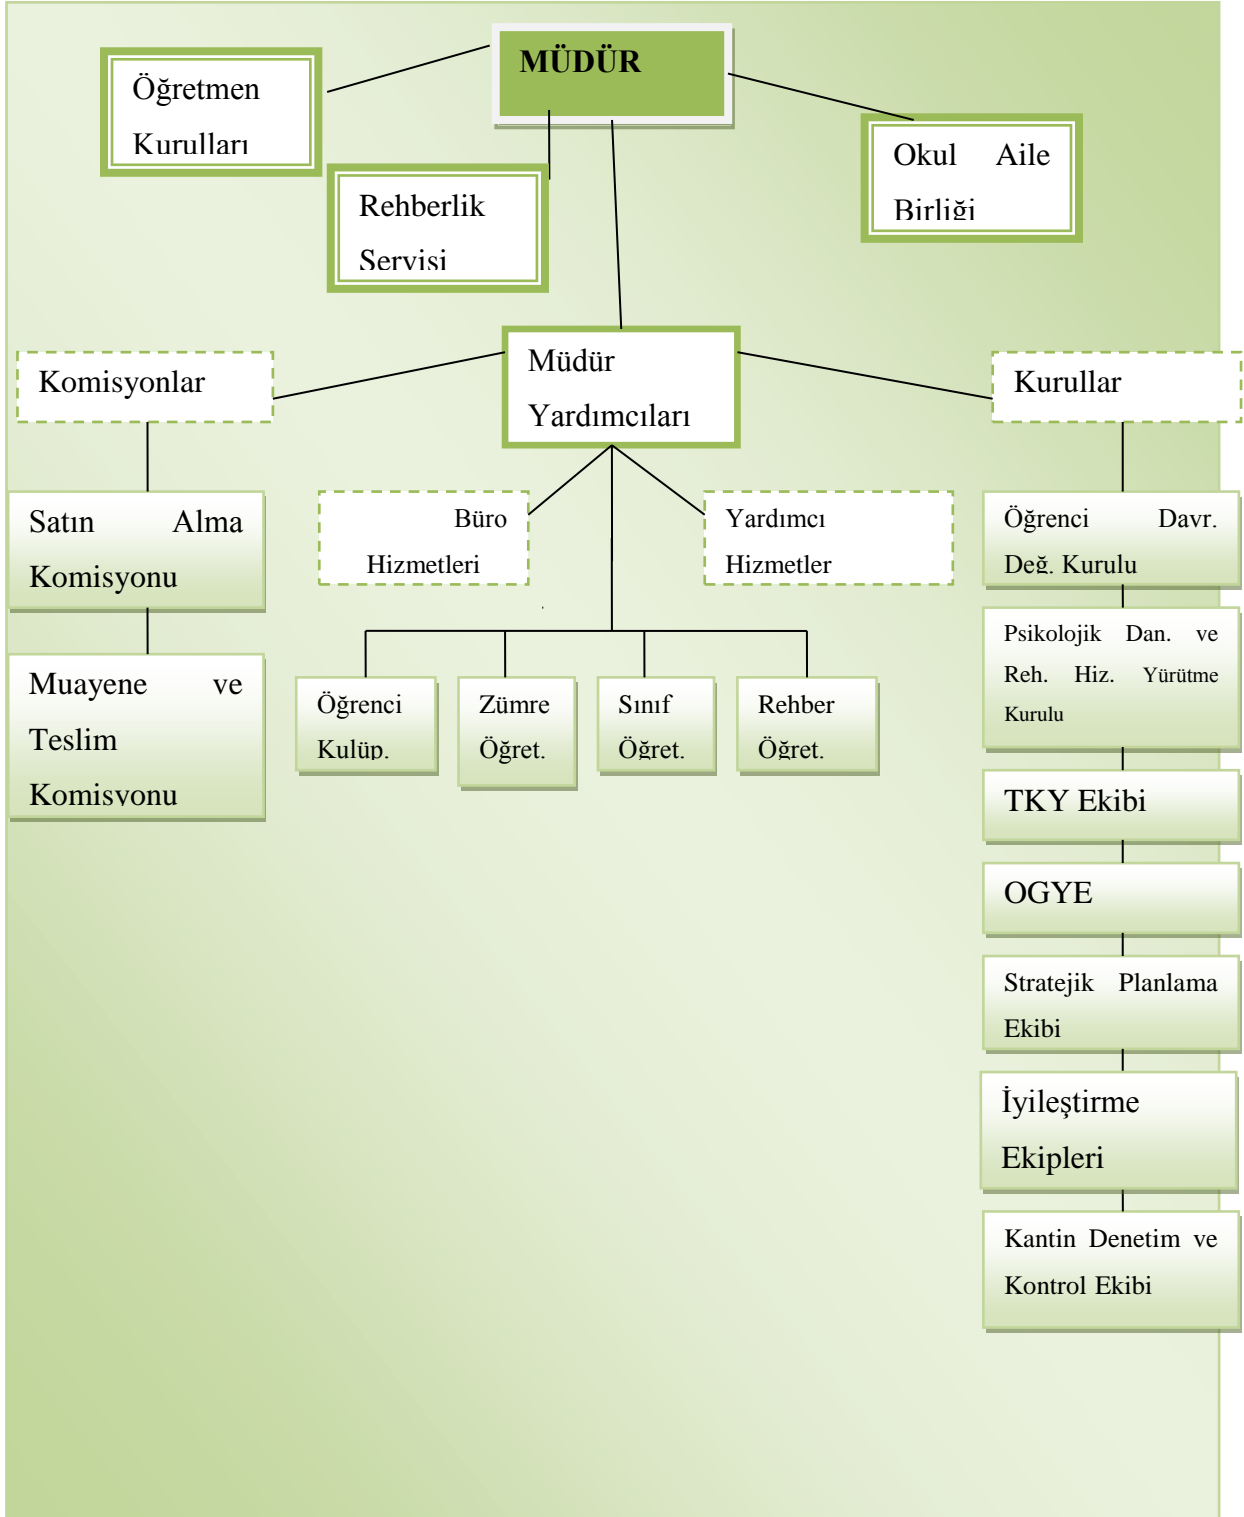 MÜDÜR
Öğretmen
Kurulları
Okul Aile
Birliği
Rehberlik
Servisi
Müdür
Yardımcıları
Komisyonlar
Kurullar
Satın Alma
Komisyonu
Büro
Hizmetleri
Yardımcı
Hizmetler
Öğrenci Davr.
Değ. Kurulu
Muayene ve
Teslim
Komisyonu
Öğrenci
Kulüp.
Zümre
Öğret.
Sınıf
Öğret.
Rehber
Öğret.
Psikolojik Dan. ve
Reh. Hiz. Yürütme
Kurulu
TKY Ekibi
OGYE
Stratejik Planlama
Ekibi
İyileştirme
Ekipleri
Kantin Denetim ve
Kontrol Ekibi